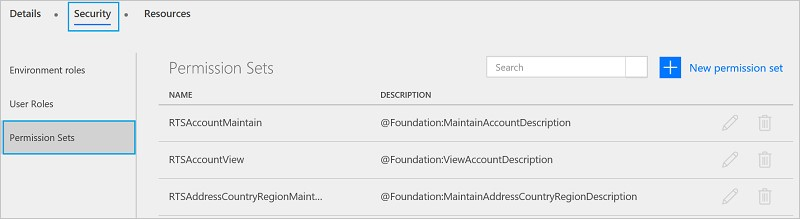 Details Security Resources
Environment roles
User Roles
Permission Sets
Permission Sets Search New permission set
NAME DESCRIPTION
RTSAccountMaintain @Foundation:MaintainAccountDescription
RTSAccountView @Foundation:ViewAccountDescription
RTSAddressCountryRegionMaint... @Foundation:MaintainAddressCountryRegionDescription